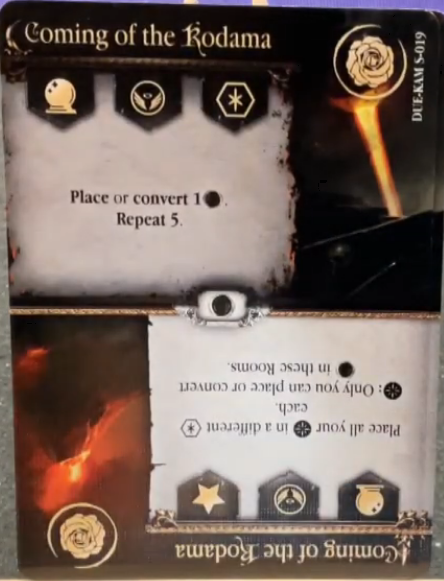 Coming of the Kodama
DUE-KAM S-019
Place or convert 1.
Repeat 5.
Coming of the Kodama
Place all your in a different
each.
: Only you can place or convert
in these Rooms.